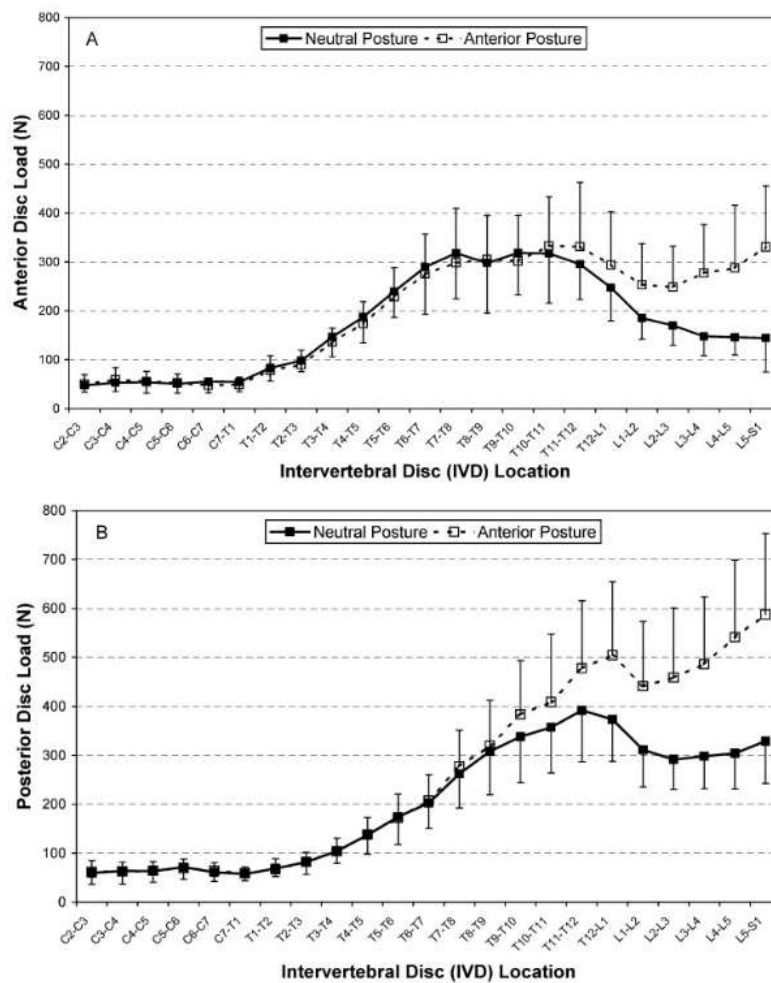 A
Neutral Posture
Anterior Posture
800
700
600
500
400
300
200
100
0
Anterior Disc Load (N)
C2-C3
C3-C4
C4-C5
C5-C6
C6-C7
C7-T1
T1-T2
T2-T3
T3-T4
T4-T5
T5-T6
T6-T7
T7-T8
T8-T9
T9-T10
T10-T11
T11-T12
T12-L1
L1-L2
L2-L3
L3-L4
L4-L5
L5-S1
Intervertebral Disc (IVD) Location
B
Neutral Posture
Anterior Posture
800
700
600
500
400
300
200
100
0
Posterior Disc Load (N)
C2-C3
C3-C4
C4-C5
C5-C6
C6-C7
C7-T1
T1-T2
T2-T3
T3-T4
T4-T5
T5-T6
T6-T7
T7-T8
T8-T9
T9-T10
T10-T11
T11-T12
T12-L1
L1-L2
L2-L3
L3-L4
L4-L5
L5-S1
Intervertebral Disc (IVD) Location